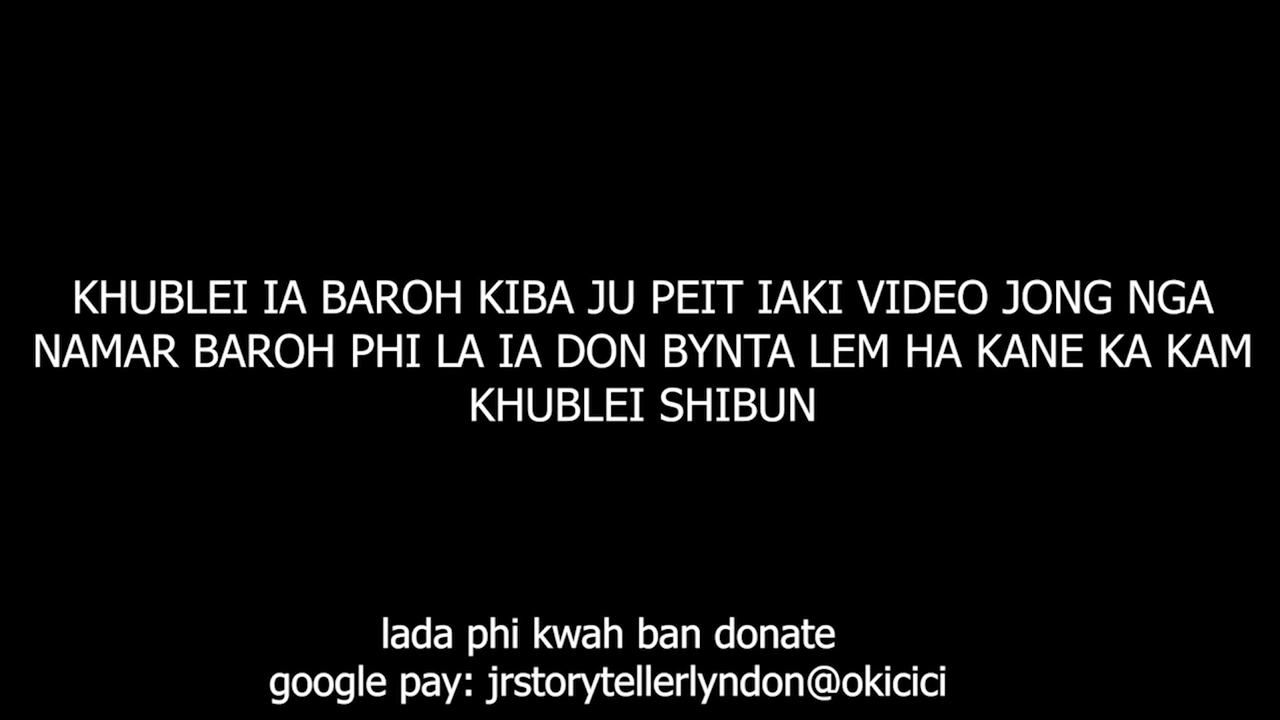 KHUBLEI IA BAROH KIBA JU PEIT IAKI VIDEO JONG NGA
NAMAR BAROH PHI LA IA DON BYNTA LEM HA KANE KA KAM
KHUBLEI SHIBUN
lada phi kwah ban donate
google pay: jrstorytellerlyndon@okicici